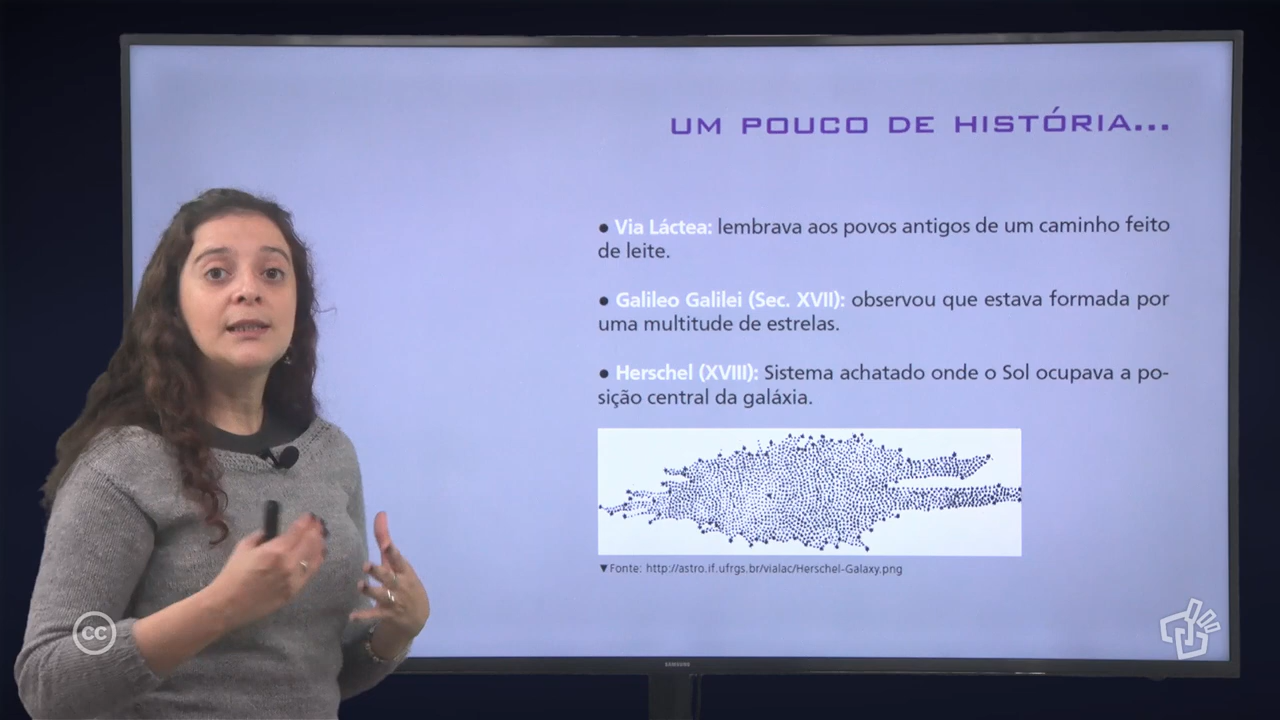 UM POUCO DE HISTÓRIA...
● Via Láctea: lembrava aos povos antigos de um caminho feito
de leite.
● Galileo Galilei (Sec. XVII): observou que estava formada por
uma multitude de estrelas.
● Herschel (XVIII): Sistema achatado onde o Sol ocupava a po-
sição central da galáxia.
▼Fonte: http://astro.if.ufrgs.br/vialac/Herschel-Galaxy.png
SAMSUNG
cc